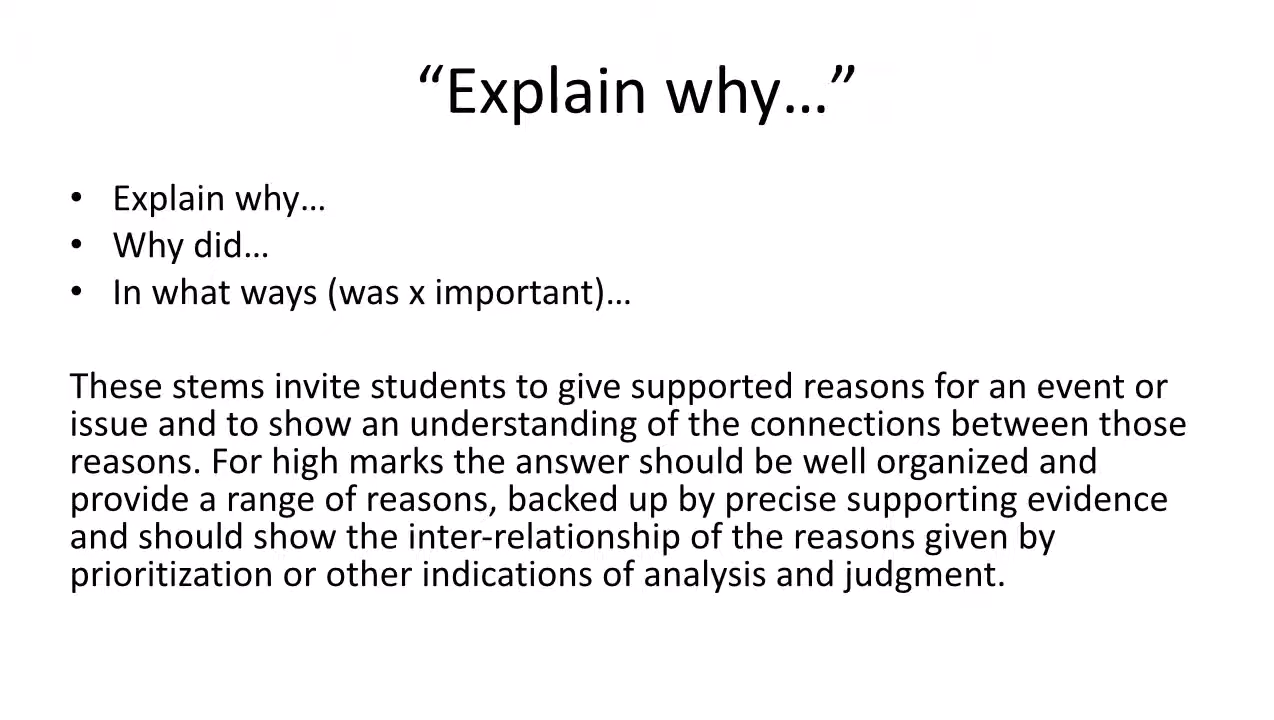 “Explain why…”
• Explain why…
• Why did…
• In what ways (was x important)…
These stems invite students to give supported reasons for an event or
issue and to show an understanding of the connections between those
reasons. For high marks the answer should be well organized and
provide a range of reasons, backed up by precise supporting evidence
and should show the inter-relationship of the reasons given by
prioritization or other indications of analysis and judgment.